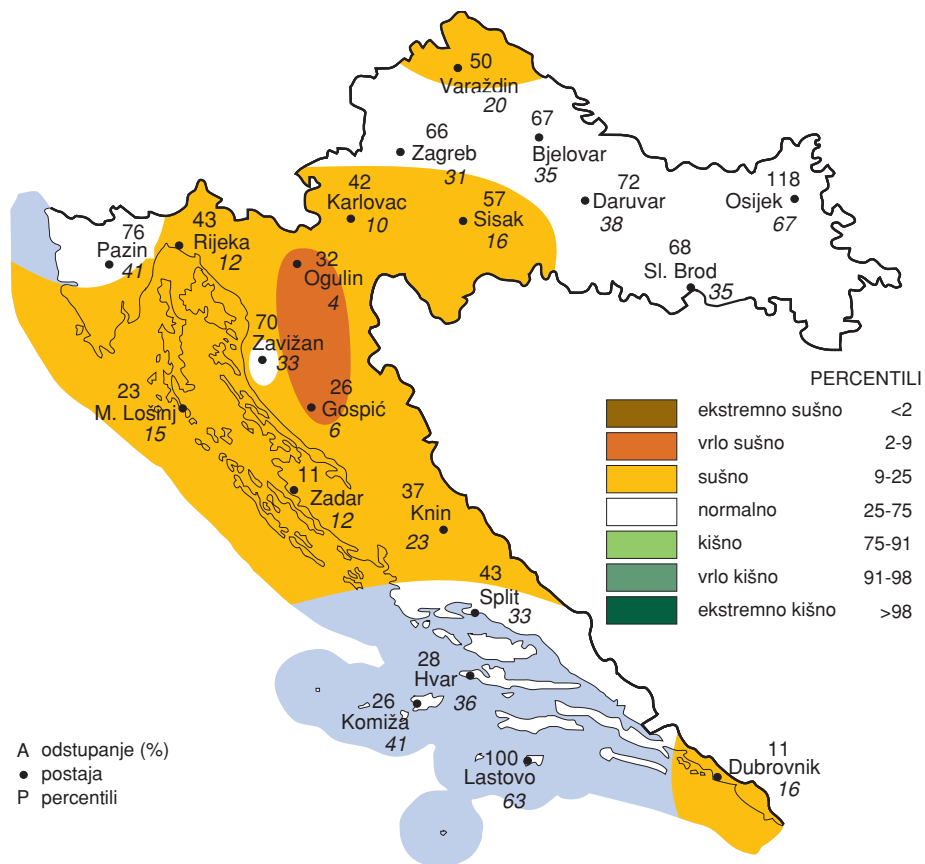 50
Varaždin
20
66
Zagreb
31
67
Bjelovar
35
72
Daruvar
38
118
Osijek
67
42
Karlovac
10
57
Sisak
16
68
Sl. Brod
35
76
Pazin
41
43
Rijeka
12
32
Ogulin
4
70
Zavižan
33
23
M. Lošinj
15
26
Gospić
6
11
Zadar
12
37
Knin
23
43
Split
33
28
Hvar
36
26
Komiža
41
100
Lastovo
63
11
Dubrovnik
16
PERCENTILI
ekstremno sušno <2
vrlo sušno 2-9
sušno 9-25
normalno 25-75
kišno 75-91
vrlo kišno 91-98
ekstremno kišno >98
A odstupanje (%)
postaja
P percentili